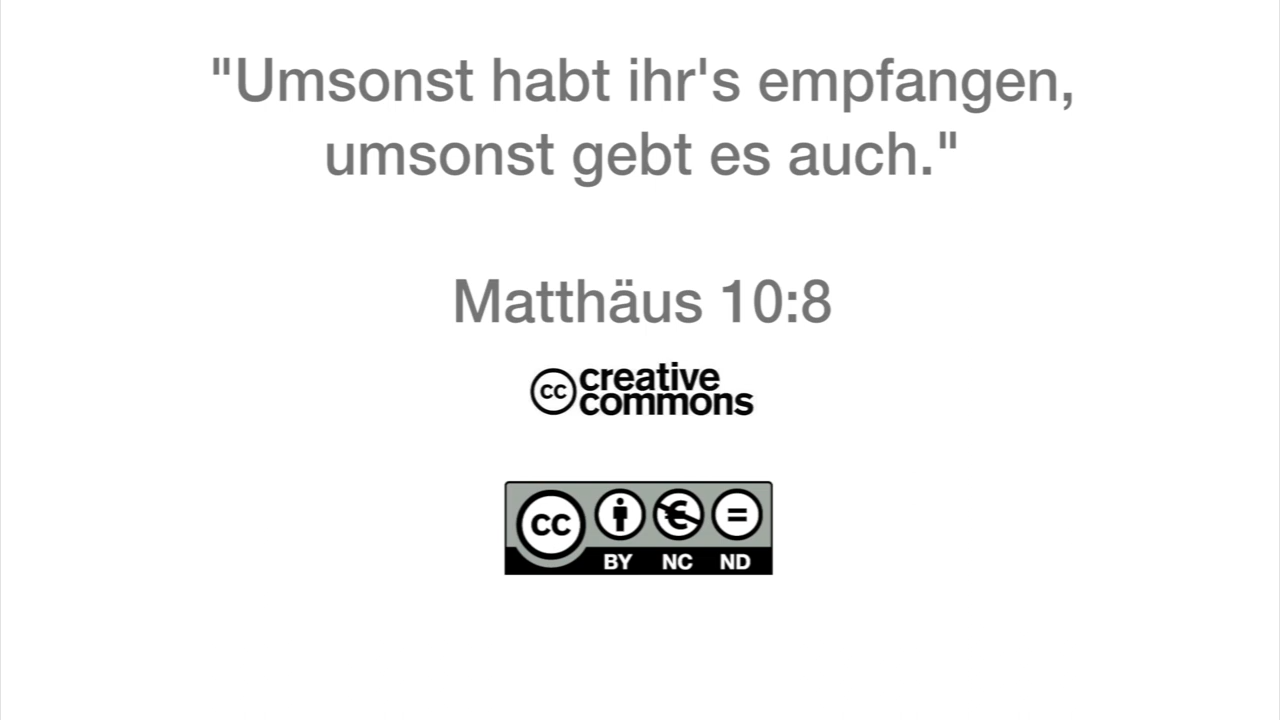 "Umsonst habt ihr's empfangen,
umsonst gebt es auch."
Matthäus 10:8
cc creative
commons
cc
BY NC ND